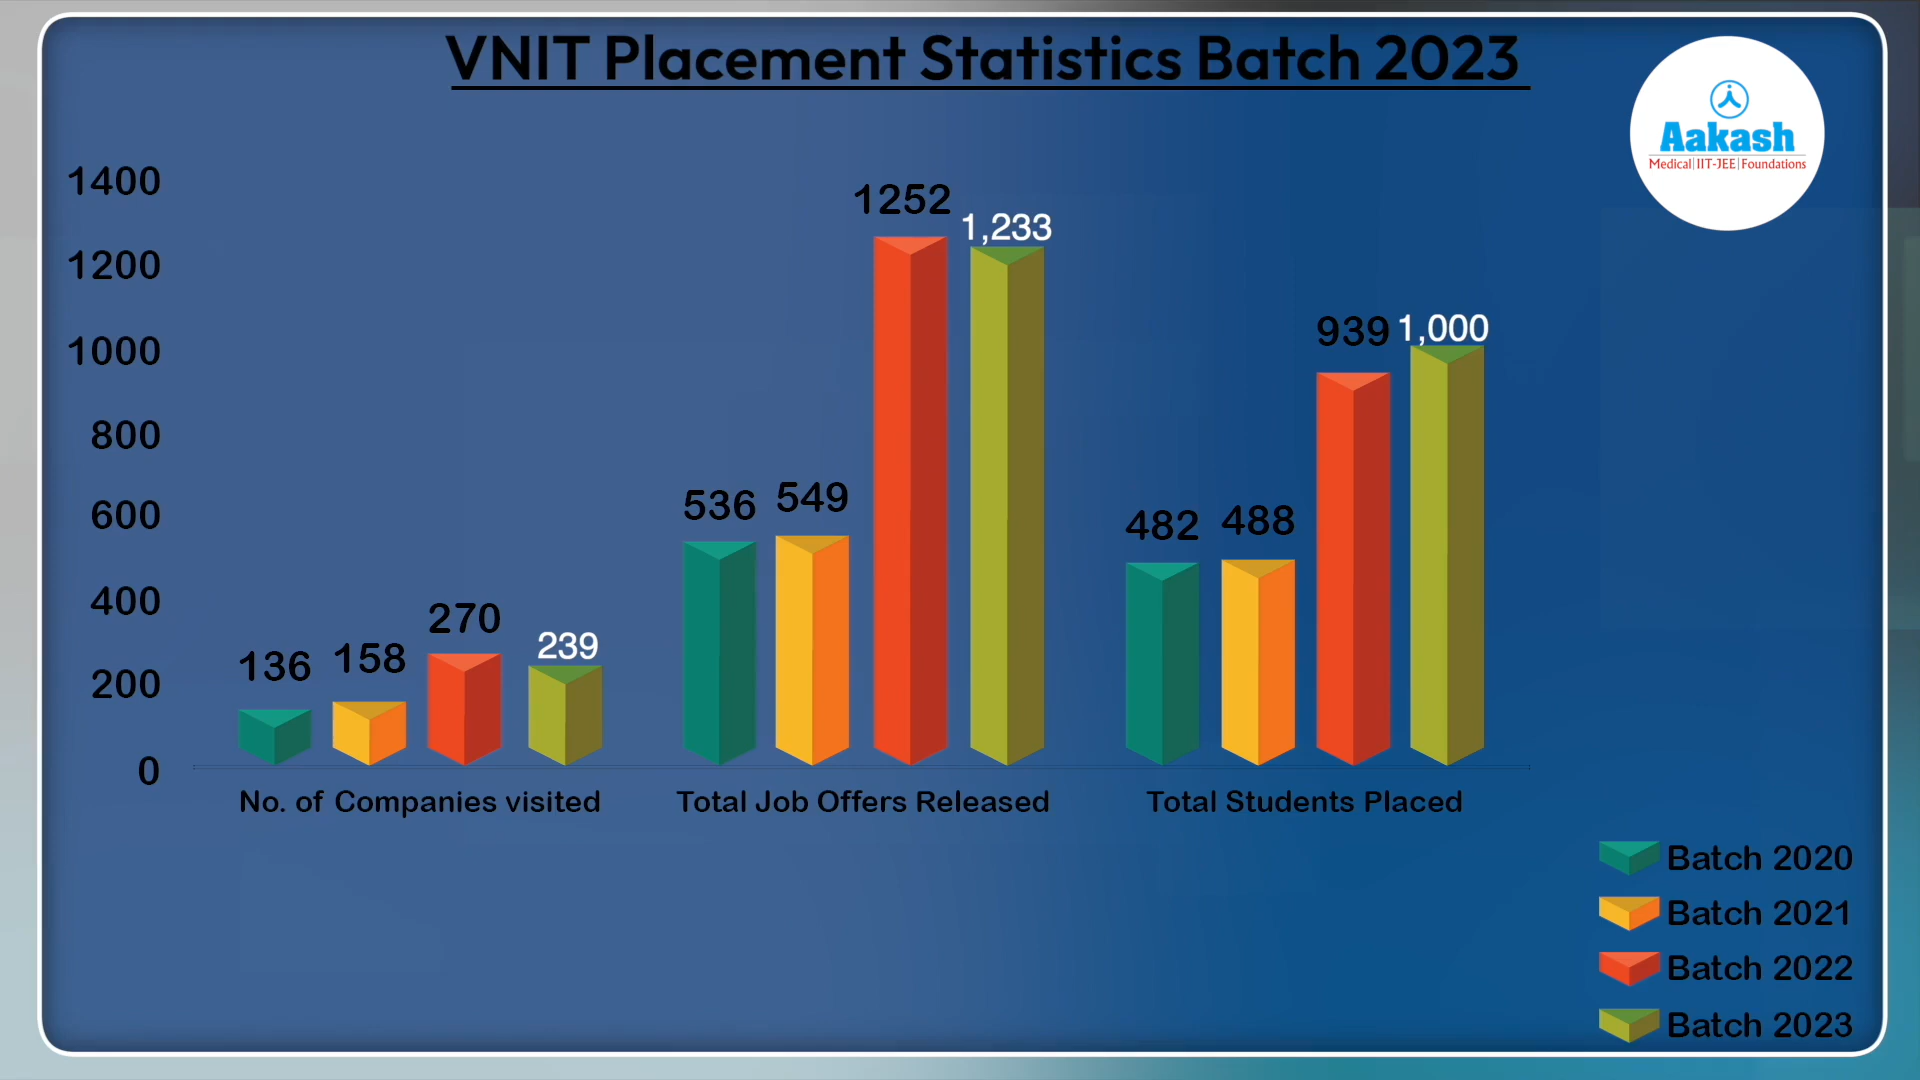 VNIT Placement Statistics Batch 2023
Aakash
Medical|IIT-JEE|Foundations
1400
1200
1000
800
600
400
200
0
136
158
270
239
536
549
1252
1,233
482
488
939
1,000
No. of Companies visited
Total Job Offers Released
Total Students Placed
Batch 2020
Batch 2021
Batch 2022
Batch 2023